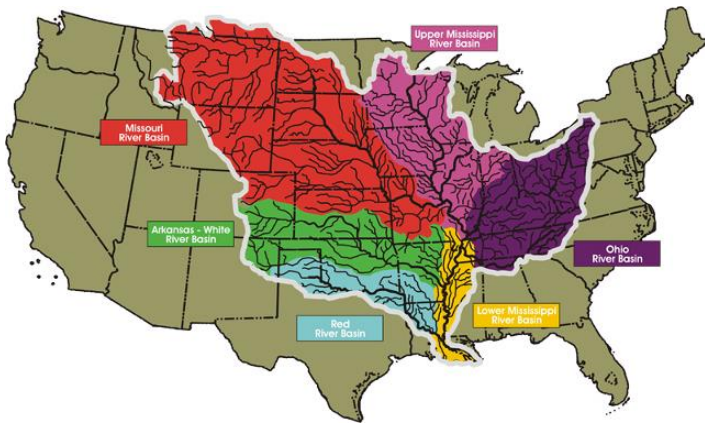 Upper Mississippi
River Basin
Missouri
River Basin
Arkansas - White
River Basin
Ohio
River Basin
Lower Mississippi
River Basin
Red
River Basin